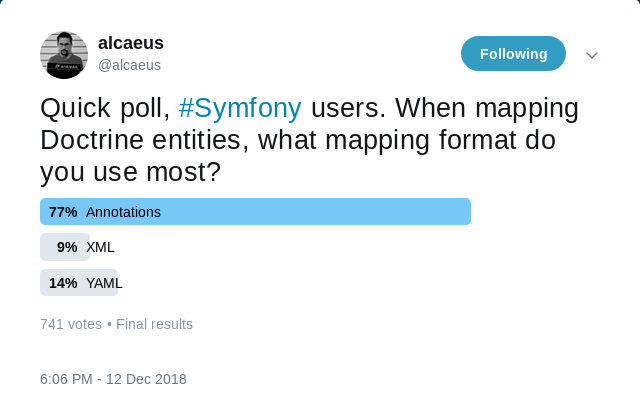 alcaeus
@alcaeus
Following
Quick poll, #Symfony users. When mapping
Doctrine entities, what mapping format do
you use most?
77% Annotations
9% XML
14% YAML
741 votes • Final results
6:06 PM - 12 Dec 2018